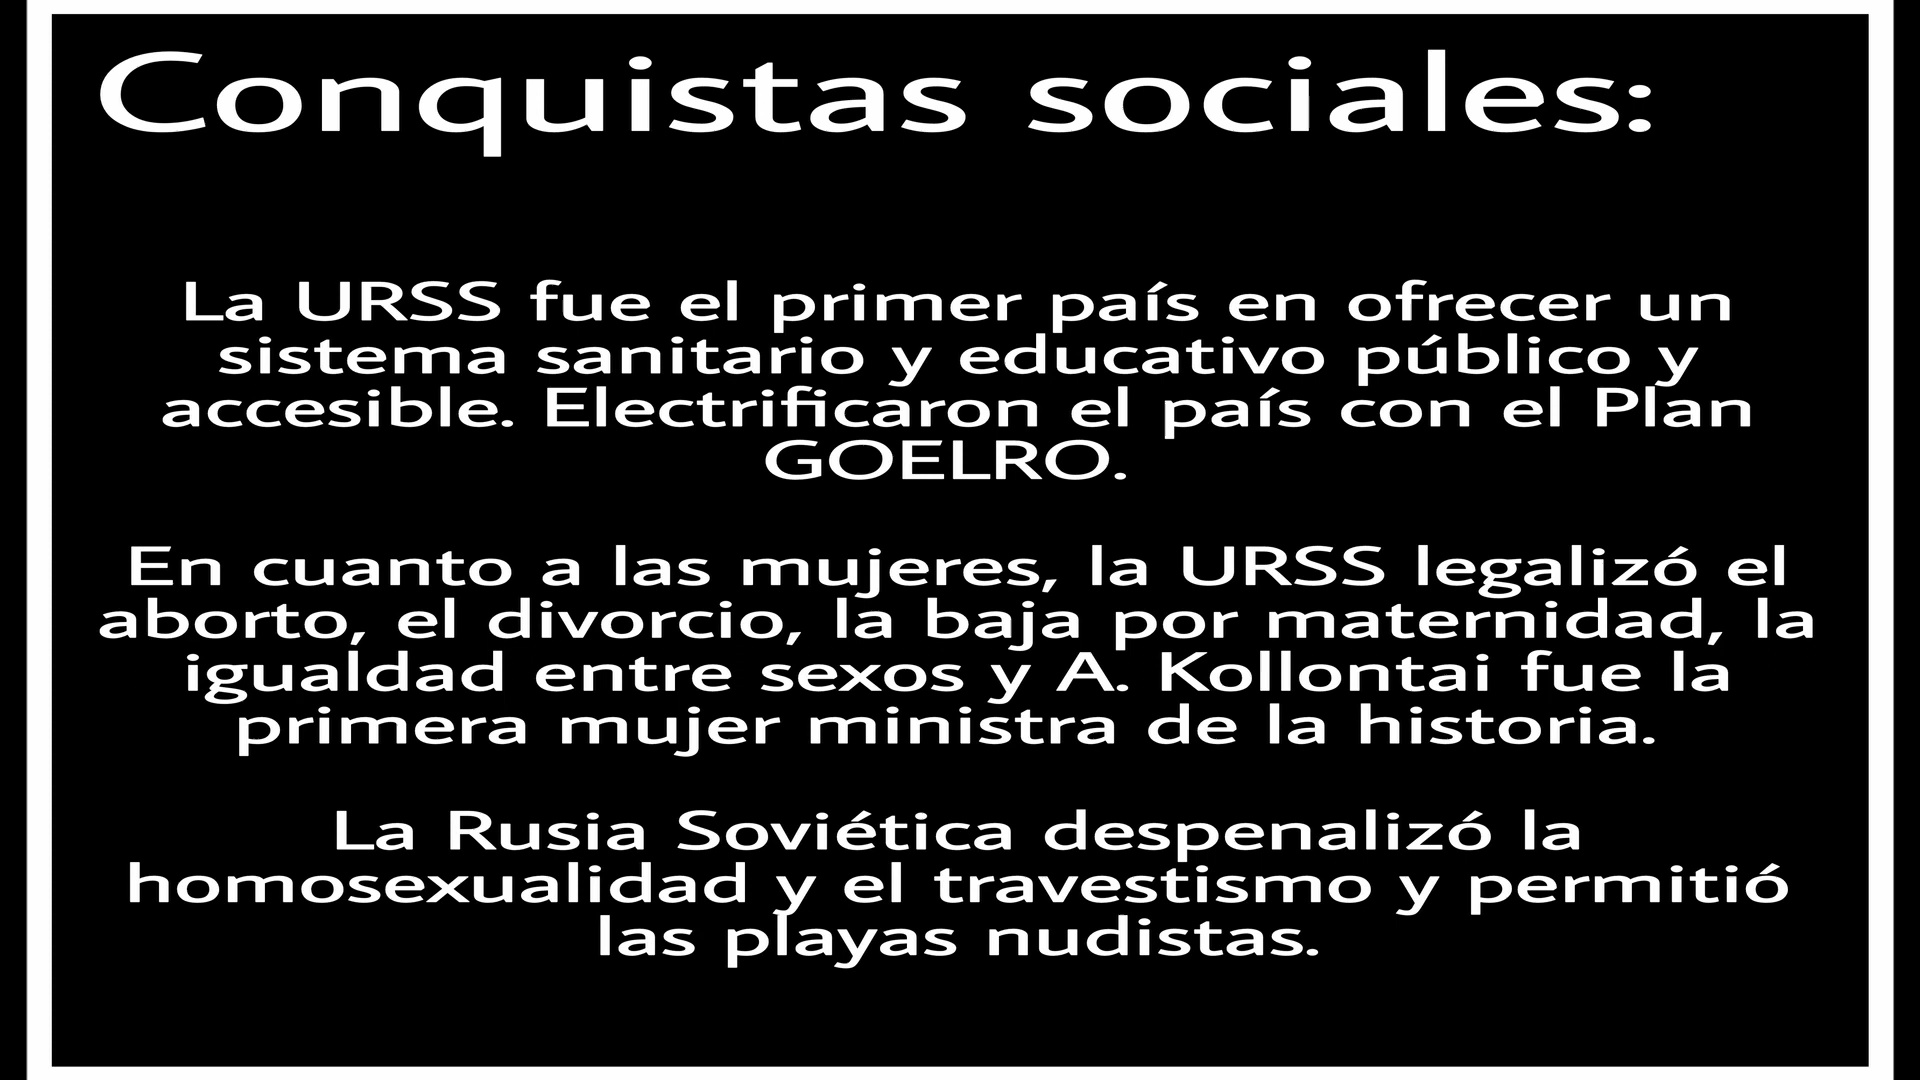 Conquistas sociales:
La URSS fue el primer país en ofrecer un
sistema sanitario y educativo público y
accesible. Electrificaron el país con el Plan
GOELRO.
En cuanto a las mujeres, la URSS legalizó el
aborto, el divorcio, la baja por maternidad, la
igualdad entre sexos y A. Kollontai fue la
primera mujer ministra de la historia.
La Rusia Soviética despenalizó la
homosexualidad y el travestismo y permitió
las playas nudistas.